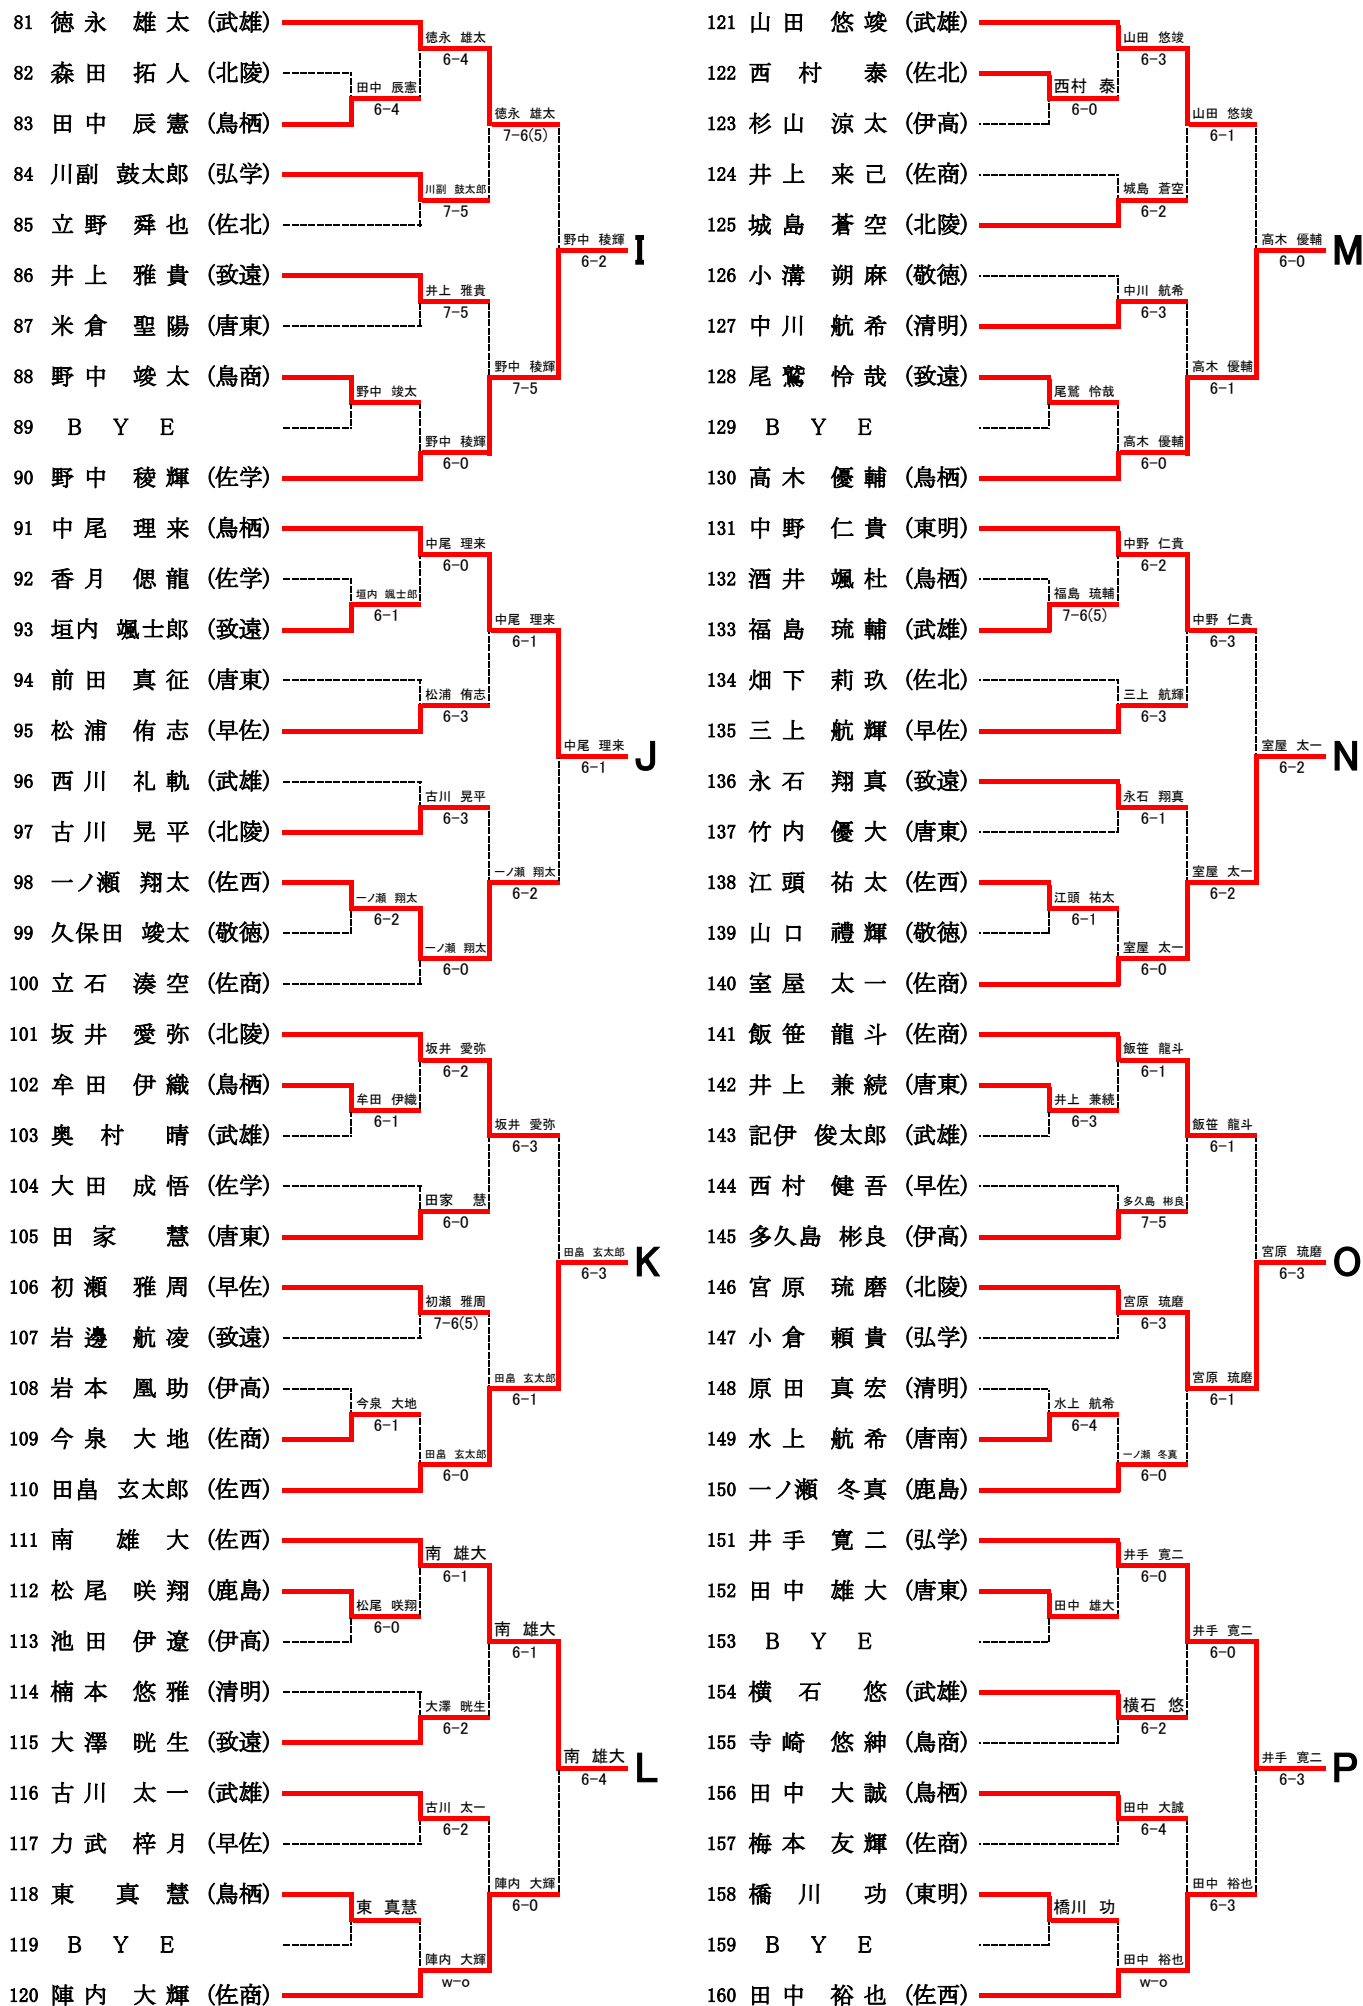 81 徳永 雄太 (武雄)
82 森田 拓人 (北陵)
83 田中 辰憲 (鳥栖)
84 川副 鼓太郎 (弘学)
85 立野 舜也 (佐北)
86 井上 雅貴 (致遠)
87 米倉 聖陽 (唐東)
88 野中 竣太 (鳥商)
89 B Y E
90 野中 稜輝 (佐学)
徳永 雄太
6-4
田中 辰憲
6-4
徳永 雄太
7-6(5)
川副 鼓太郎
7-5
野中 稜輝
6-2
I
井上 雅貴
7-5
野中 稜輝
7-5
野中 竣太
野中 稜輝
6-0
91 中尾 理来 (鳥栖)
92 香月 偲龍 (佐学)
93 垣内 颯士郎 (致遠)
94 前田 真征 (唐東)
95 松浦 侑志 (早佐)
96 西川 礼軌 (武雄)
97 古川 晃平 (北陵)
98 一ノ瀬 翔太 (佐西)
99 久保田 竣太 (敬徳)
100 立石 湊空 (佐商)
中尾 理来
6-0
垣内 颯士郎
6-1
中尾 理来
6-1
松浦 侑志
6-3
中尾 理来
6-1
J
古川 晃平
6-3
一ノ瀬 翔太
6-2
一ノ瀬 翔太
6-2
一ノ瀬 翔太
6-0
101 坂井 愛弥 (北陵)
102 牟田 伊織 (鳥栖)
103 奥村 晴 (武雄)
104 大田 成悟 (佐学)
105 田家 慧 (唐東)
106 初瀬 雅周 (早佐)
107 岩邊 航凌 (致遠)
108 岩本 凰助 (伊高)
109 今泉 大地 (佐商)
110 田畠 玄太郎 (佐西)
坂井 愛弥
6-2
牟田 伊織
6-1
坂井 愛弥
6-3
田家 慧
6-0
田畠 玄太郎
6-3
K
初瀬 雅周
7-6(5)
田畠 玄太郎
6-1
今泉 大地
6-1
田畠 玄太郎
6-0
111 南 雄大 (佐西)
112 松尾 咲翔 (鹿島)
113 池田 伊遼 (伊高)
114 楠本 悠雅 (清明)
115 大澤 晄生 (致遠)
116 古川 太一 (武雄)
117 力武 梓月 (早佐)
118 東 真慧 (鳥栖)
119 B Y E
120 陣内 大輝 (佐商)
南 雄大
6-1
松尾 咲翔
6-0
南 雄大
6-1
大澤 晄生
6-2
南 雄大
6-4
L
古川 太一
6-2
陣内 大輝
6-0
東 真慧
陣内 大輝
w-o
121 山田 悠竣 (武雄)
122 西村 泰 (佐北)
123 杉山 涼太 (伊高)
124 井上 来己 (佐商)
125 城島 蒼空 (北陵)
126 小溝 朔麻 (敬徳)
127 中川 航希 (清明)
128 尾鷲 怜哉 (致遠)
129 B Y E
130 高木 優輔 (鳥栖)
山田 悠竣
6-3
西村 泰
6-0
山田 悠竣
6-1
城島 蒼空
6-2
高木 優輔
6-0
M
中川 航希
6-3
高木 優輔
6-1
尾鷲 怜哉
高木 優輔
6-0
131 中野 仁貴 (東明)
132 酒井 颯杜 (鳥栖)
133 福島 琉輔 (武雄)
134 畑下 莉玖 (佐北)
135 三上 航輝 (早佐)
136 永石 翔真 (致遠)
137 竹内 優大 (唐東)
138 江頭 祐太 (佐西)
139 山口 禮輝 (敬徳)
140 室屋 太一 (佐商)
中野 仁貴
6-2
福島 琉輔
7-6(5)
中野 仁貴
6-3
三上 航輝
6-3
室屋 太一
6-2
N
永石 翔真
6-1
室屋 太一
6-2
江頭 祐太
6-1
室屋 太一
6-0
141 飯笹 龍斗 (佐商)
142 井上 兼続 (唐東)
143 記伊 俊太郎 (武雄)
144 西村 健吾 (早佐)
145 多久島 彬良 (伊高)
146 宮原 琉磨 (北陵)
147 小倉 頼貴 (弘学)
148 原田 真宏 (清明)
149 水上 航希 (唐南)
150 一ノ瀬 冬真 (鹿島)
飯笹 龍斗
6-1
井上 兼続
6-3
飯笹 龍斗
6-1
多久島 彬良
7-5
宮原 琉磨
6-3
O
宮原 琉磨
6-3
宮原 琉磨
6-1
水上 航希
6-4
一ノ瀬 冬真
6-0
151 井手 寛二 (弘学)
152 田中 雄大 (唐東)
153 B Y E
154 横石 悠 (武雄)
155 寺崎 悠紳 (鳥商)
156 田中 大誠 (鳥栖)
157 梅本 友輝 (佐商)
158 橋川 功 (東明)
159 B Y E
160 田中 裕也 (佐西)
井手 寛二
6-0
田中 雄大
井手 寛二
6-0
横石 悠
6-2
井手 寛二
6-3
P
田中 大誠
6-4
田中 裕也
6-3
橋川 功
田中 裕也
w-o